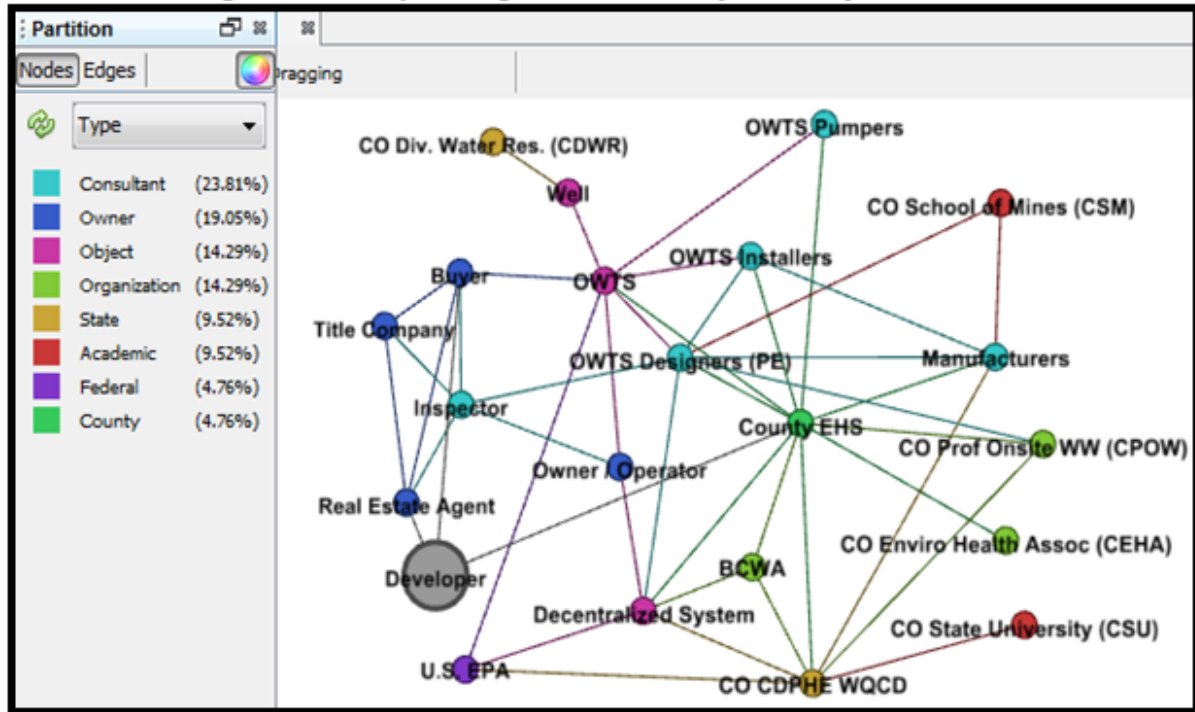 Partition
Nodes Edges
Dragging
Type
Consultant (23.81%)
Owner (19.05%)
Object (14.29%)
Organization (14.29%)
State (9.52%)
Academic (9.52%)
Federal (4.76%)
County (4.76%)
OWTS Pumpers
CO Div. Water Res. (CDWR)
Well
CO School of Mines (CSM)
OWTS Installers
Buyer
OWTS
Title Company
OWTS Designers (PE)
Manufacturers
Inspector
County EHS
CO Prof Onsite WW (CPOW)
Owner / Operator
Real Estate Agent
CO Enviro Health Assoc (CEHA)
BCWA
Developer
Decentralized System
CO State University (CSU)
U.S. EPA
CO CDPHE WQCD